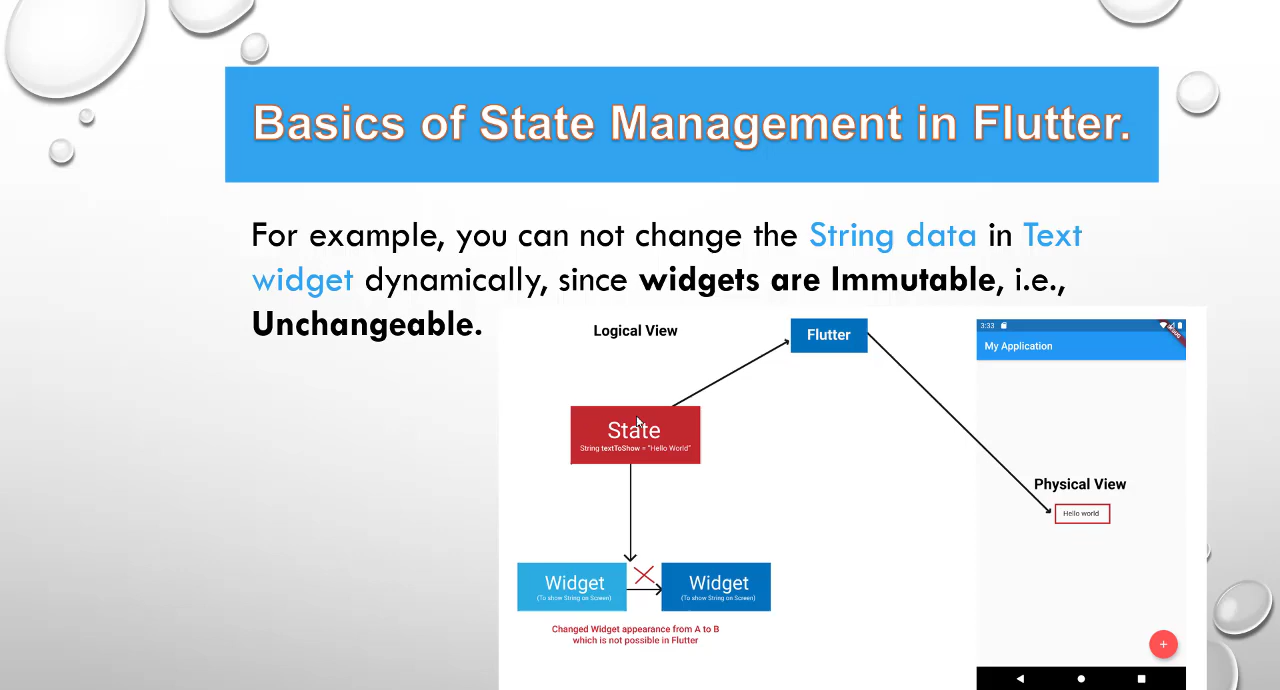 Basics of State Management in Flutter.
For example, you can not change the String data in Text
widget dynamically, since widgets are Immutable, i.e.,
Unchangeable.
Logical View
Flutter
3:33
My Application
State
String textToShow = "Hello World"
Physical View
Hello world
Widget
(To show String on Screen)
Widget
(To show String on Screen)
Changed Widget appearance from A to B
which is not possible in Flutter
+